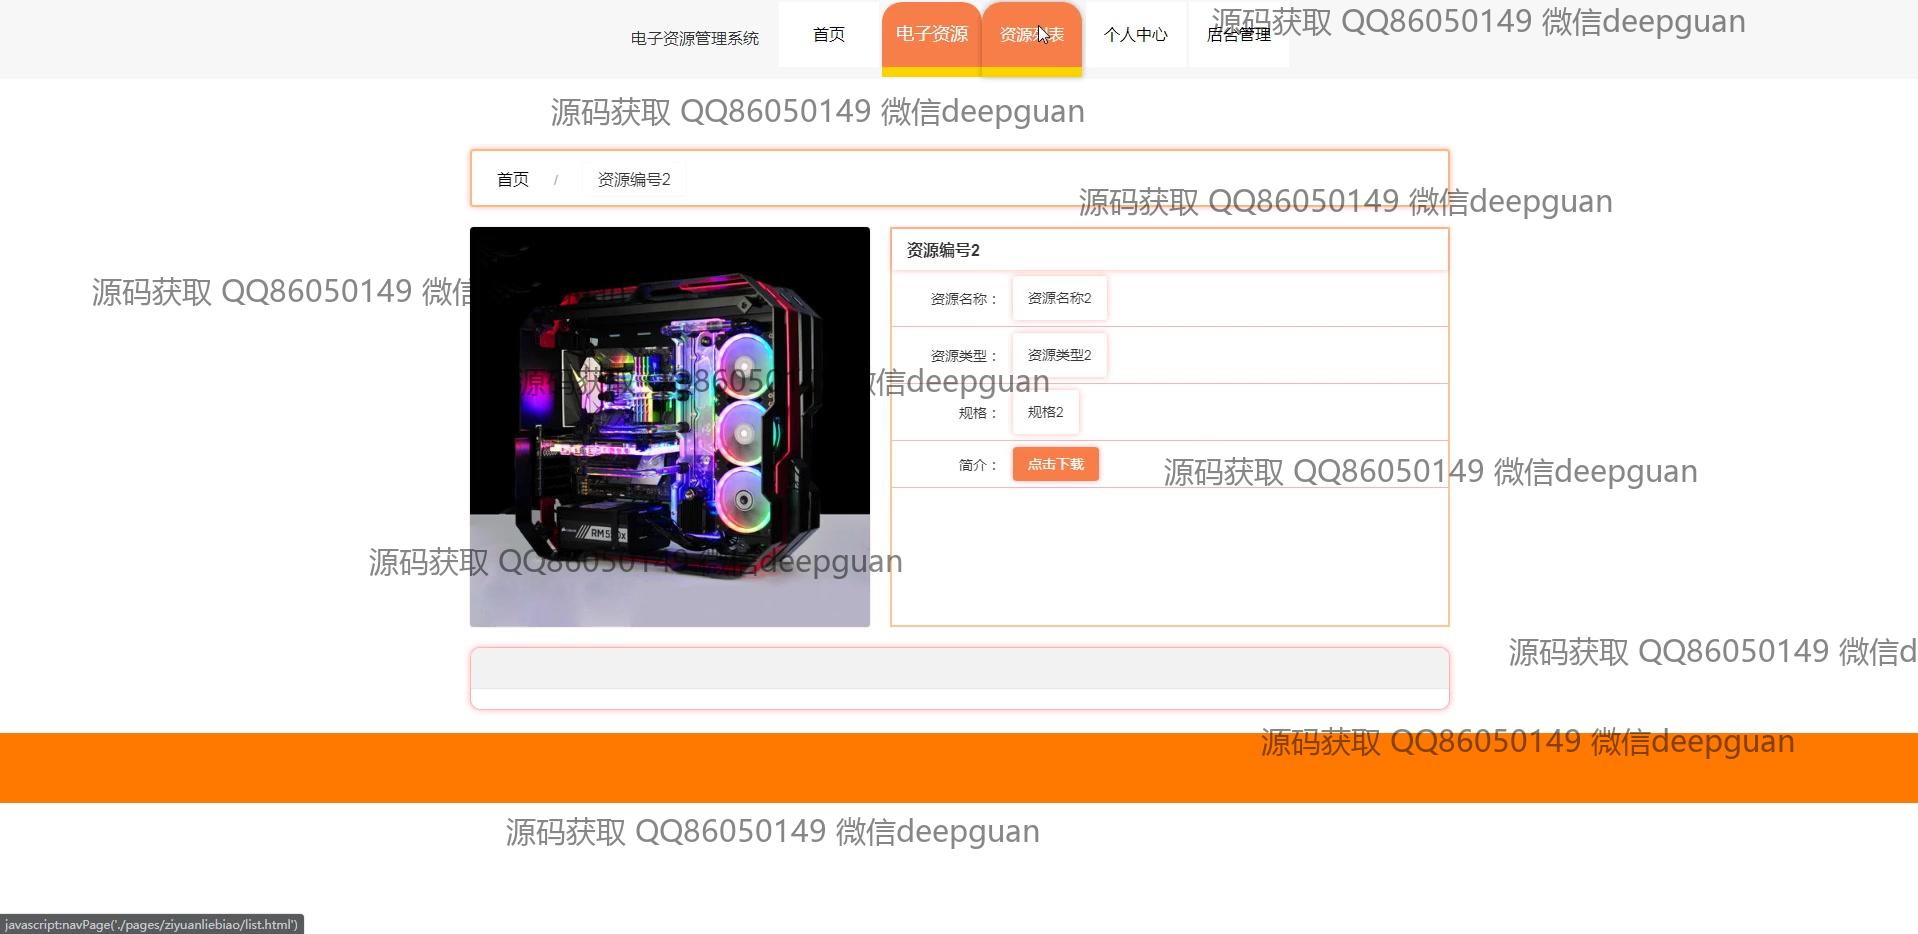 电子资源管理系统 首页 电子资源 资源列表 个人中心 后台管理
源码获取 QQ86050149 微信deepguan
源码获取 QQ86050149 微信deepguan
首页 / 资源编号2
源码获取 QQ86050149 微信deepguan
资源编号2
源码获取 QQ86050149 微信
资源名称： 资源名称2
资源类型： 资源类型2
源码获取 QQ86050149 微信deepguan
规格： 规格2
简介： 点击下载
源码获取 QQ86050149 微信deepguan
RM550x
源码获取 QQ86050149 微信deepguan
源码获取 QQ86050149 微信d
源码获取 QQ86050149 微信deepguan
源码获取 QQ86050149 微信deepguan
javascript:navPage('./pages/ziyuanliebiao/list.html')